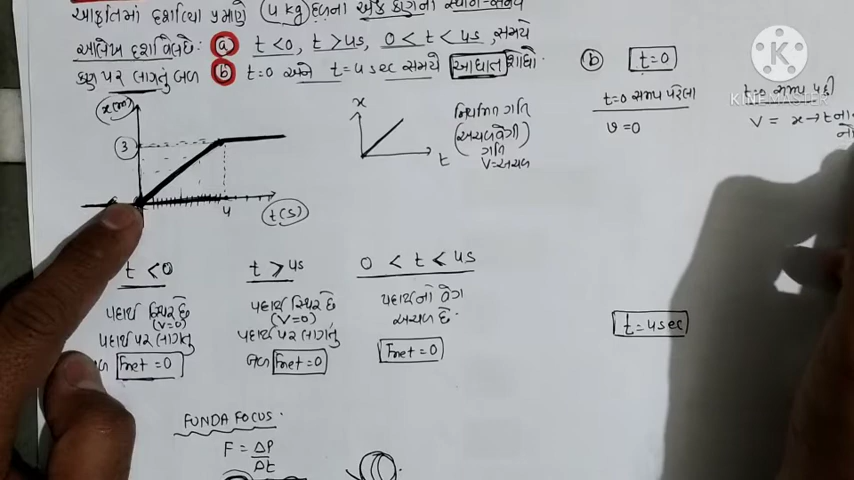 આકૃતિમાં દર્શાવ્યા પ્રમાણે (4 kg) દળના એક કણનો સ્થાન-સમય
આલેખ દર્શાવેલ છે: (a) t < 0, t > 4s, 0 < t < 4s, સમયે
કણ પર લાગતું બળ (b) t=0 અને t=4 sec સમયે આઘાત શોધો.
x(m)
3
4
t(s)
x
t
નિયમિત ગતિ
(અચળવેગી)
ગતિ
V=અચળ
(b) t=0
t=0 સમય પહેલા
v=0
t=0 સમય પછી
V = x→t
KINEMASTER
t < 0
પદાર્થ સ્થિર છે
(V=0)
પદાર્થ પર લાગતું
બળ Fnet = 0
t > 4s
પદાર્થ સ્થિર છે
(V=0)
પદાર્થ પર લાગતું
બળ Fnet = 0
0 < t < 4s
પદાર્થનો વેગ
અચળ છે.
Fnet = 0
t=4sec
FUNDA FOCUS.
F = ΔP
Δt